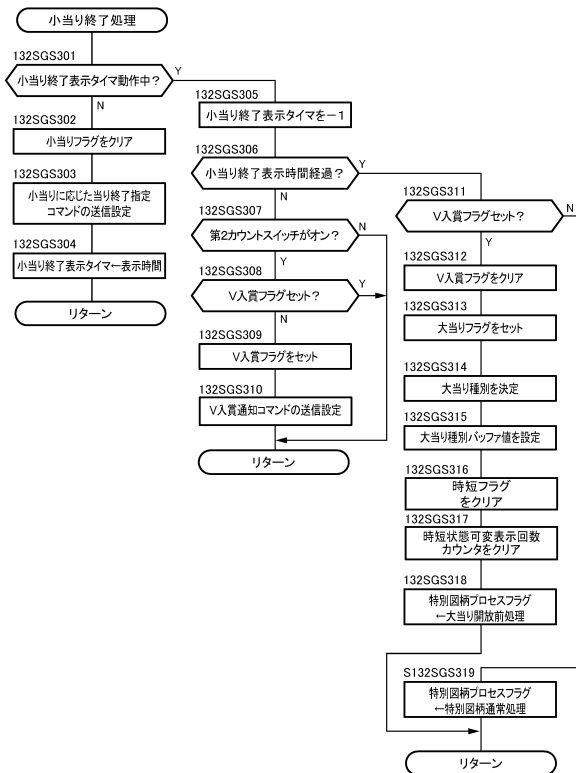 小当り終了処理
132SGS301
小当り終了表示タイマ動作中？
Y
N
132SGS302
小当りフラグをクリア
132SGS303
小当りに応じた当り終了指定
コマンドの送信設定
132SGS304
小当り終了表示タイマ←表示時間
リターン
132SGS305
小当り終了表示タイマを－1
132SGS306
小当り終了表示時間経過？
Y
N
132SGS307
第2カウントスイッチがオン？
N
Y
132SGS308
V入賞フラグセット？
Y
N
132SGS309
V入賞フラグをセット
132SGS310
V入賞通知コマンドの送信設定
リターン
132SGS311
V入賞フラグセット？
N
Y
132SGS312
V入賞フラグをクリア
132SGS313
大当りフラグをセット
132SGS314
大当り種別を決定
132SGS315
大当り種別バッファ値を設定
132SGS316
時短フラグ
をクリア
132SGS317
時短状態可変表示回数
カウンタをクリア
132SGS318
特別図柄プロセスフラグ
←大当り開放前処理
S132SGS319
特別図柄プロセスフラグ
←特別図柄通常処理
リターン